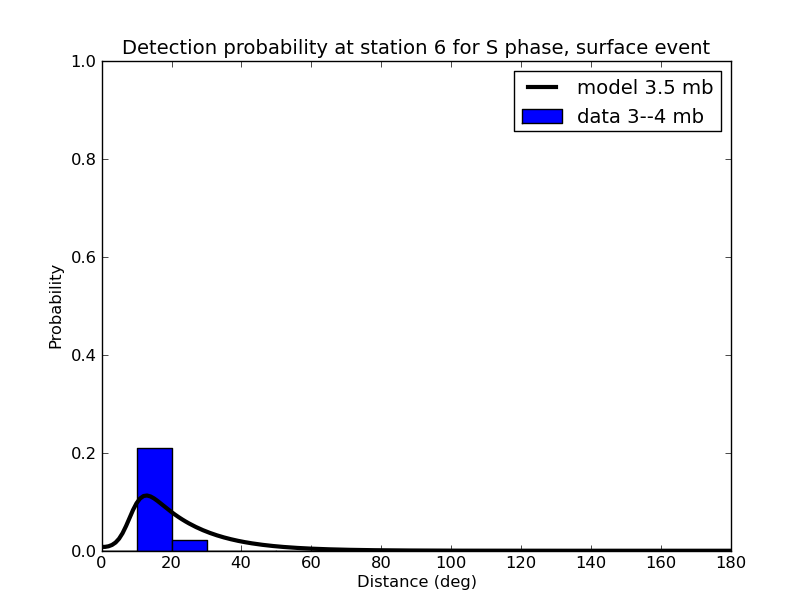 Detection probability at station 6 for S phase, surface event
model 3.5 mb
data 3--4 mb
Probability
1.0
0.8
0.6
0.4
0.2
0.0
0 20 40 60 80 100 120 140 160 180
Distance (deg)